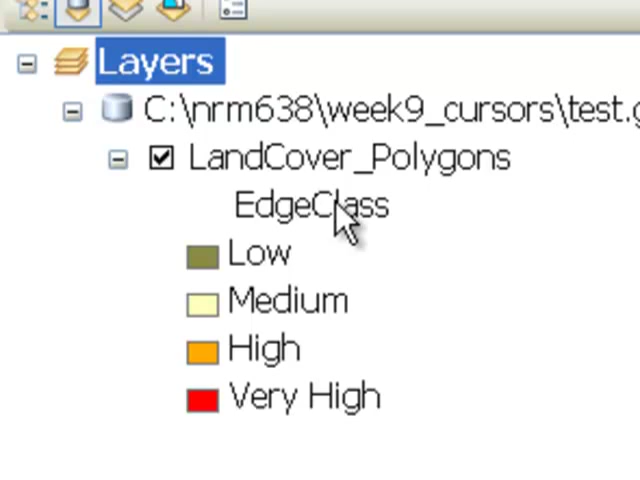 Layers
C:\nrm638\week9_cursors\test.g
LandCover_Polygons
EdgeClass
Low
Medium
High
Very High